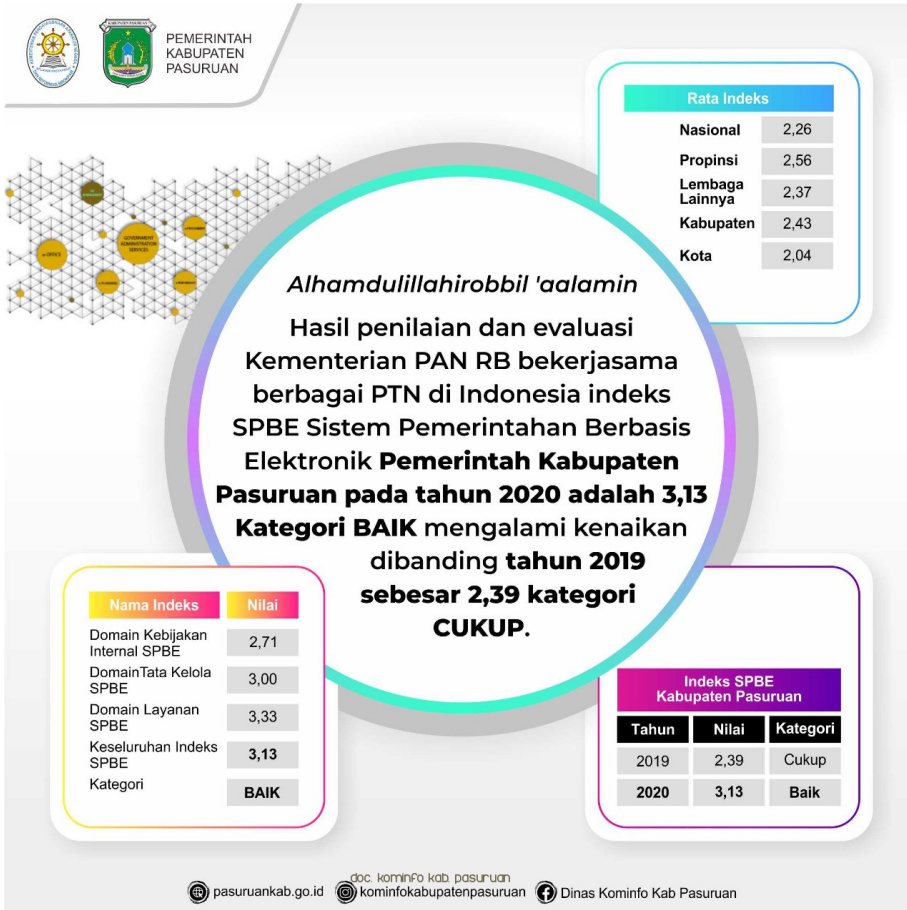 PEMERINTAH
KABUPATEN
PASURUAN
KABUPATEN PASURUAN
Rata Indeks
Nasional 2,26
Propinsi 2,56
Lembaga
Lainnya 2,37
Kabupaten 2,43
Kota 2,04
GOVERNMENT
ADMINISTRATION
SERVICES
e-OFFICE
Alhamdulillahirobbil 'aalamin
Hasil penilaian dan evaluasi
Kementerian PAN RB bekerjasama
berbagai PTN di Indonesia indeks
SPBE Sistem Pemerintahan Berbasis
Elektronik Pemerintah Kabupaten
Pasuruan pada tahun 2020 adalah 3,13
Kategori BAIK mengalami kenaikan
dibanding tahun 2019
sebesar 2,39 kategori
CUKUP.
Nama Indeks Nilai
Domain Kebijakan
Internal SPBE 2,71
DomainTata Kelola
SPBE 3,00
Domain Layanan
SPBE 3,33
Keseluruhan Indeks
SPBE 3,13
Kategori BAIK
Indeks SPBE
Kabupaten Pasuruan
Tahun Nilai Kategori
2019 2,39 Cukup
2020 3,13 Baik
doc. kominfo kab. pasuruan
pasuruankab.go.id kominfokabupatenpasuruan Dinas Kominfo Kab Pasuruan